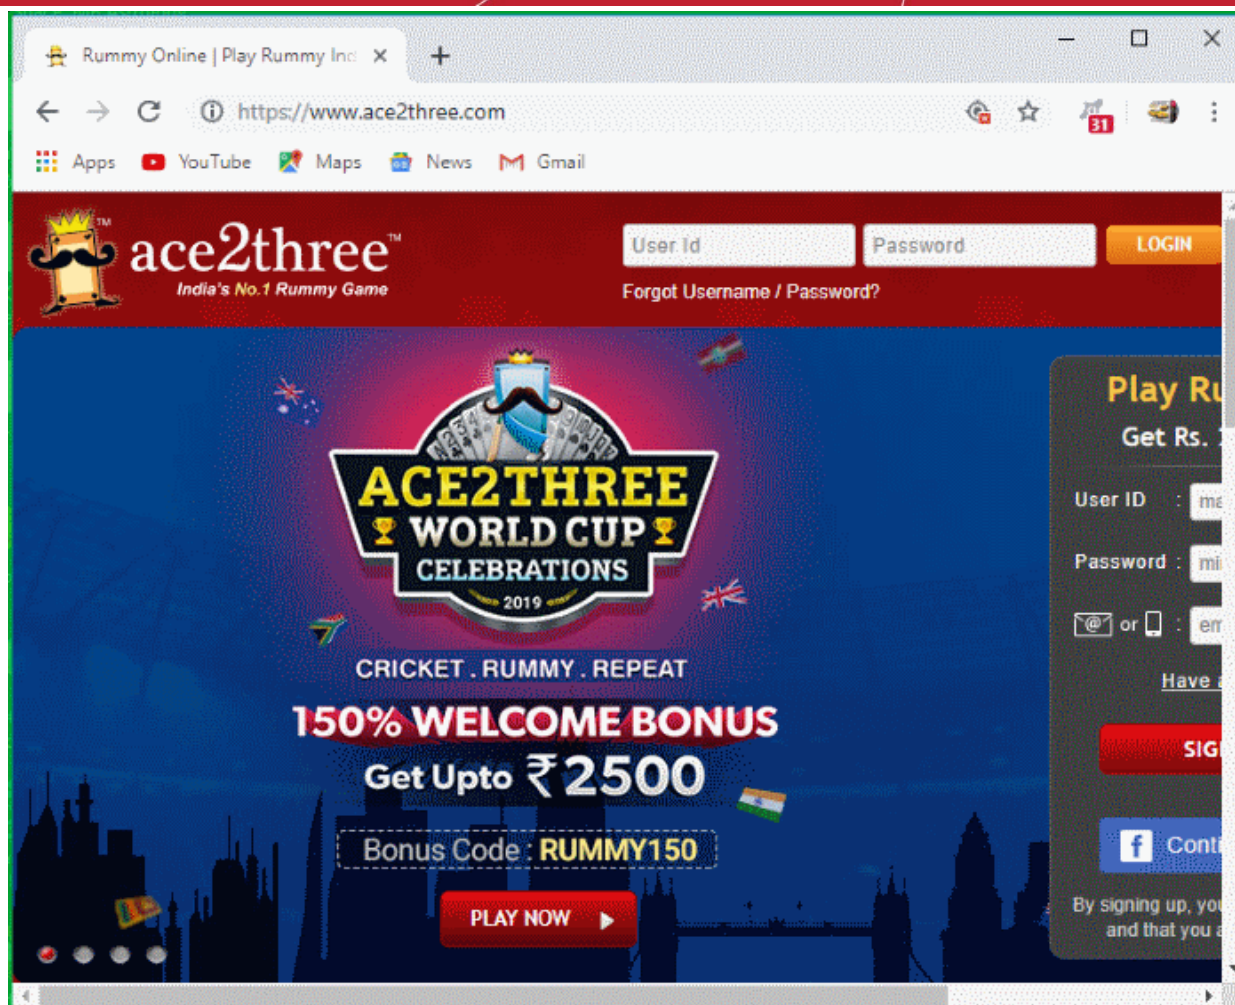 Rummy Online | Play Rummy Ind
https://www.ace2three.com
31
Apps YouTube Maps News Gmail
ace2three™
India's No.1 Rummy Game
User Id Password LOGIN
Forgot Username / Password?
ACE2THREE
WORLD CUP
CELEBRATIONS
2019
CRICKET . RUMMY . REPEAT
150% WELCOME BONUS
Get Upto ₹2500
Bonus Code : RUMMY150
PLAY NOW
Play Ru
Get Rs.
User ID :
Password :
@ or :
Have
SIG
f Conti
By signing up, you
and that you a